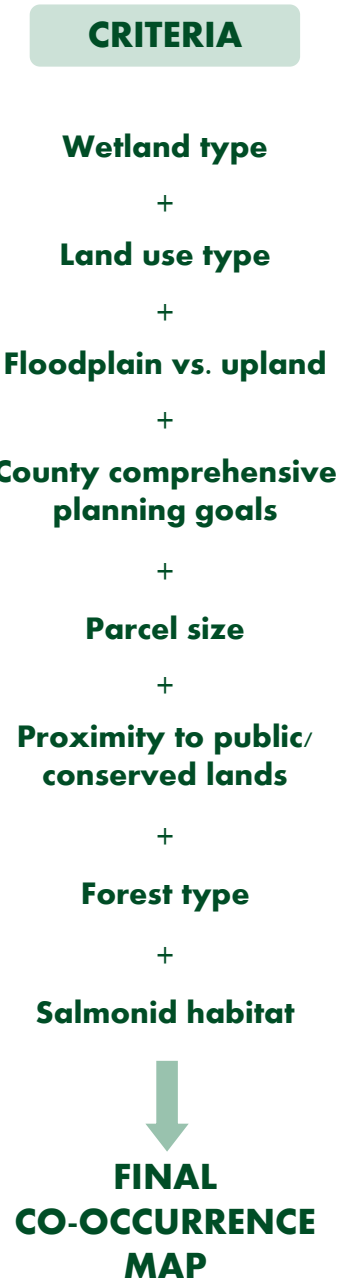 CRITERIA
Wetland type
+
Land use type
+
Floodplain vs. upland
+
County comprehensive
planning goals
+
Parcel size
+
Proximity to public/
conserved lands
+
Forest type
+
Salmonid habitat
FINAL
CO-OCCURRENCE
MAP